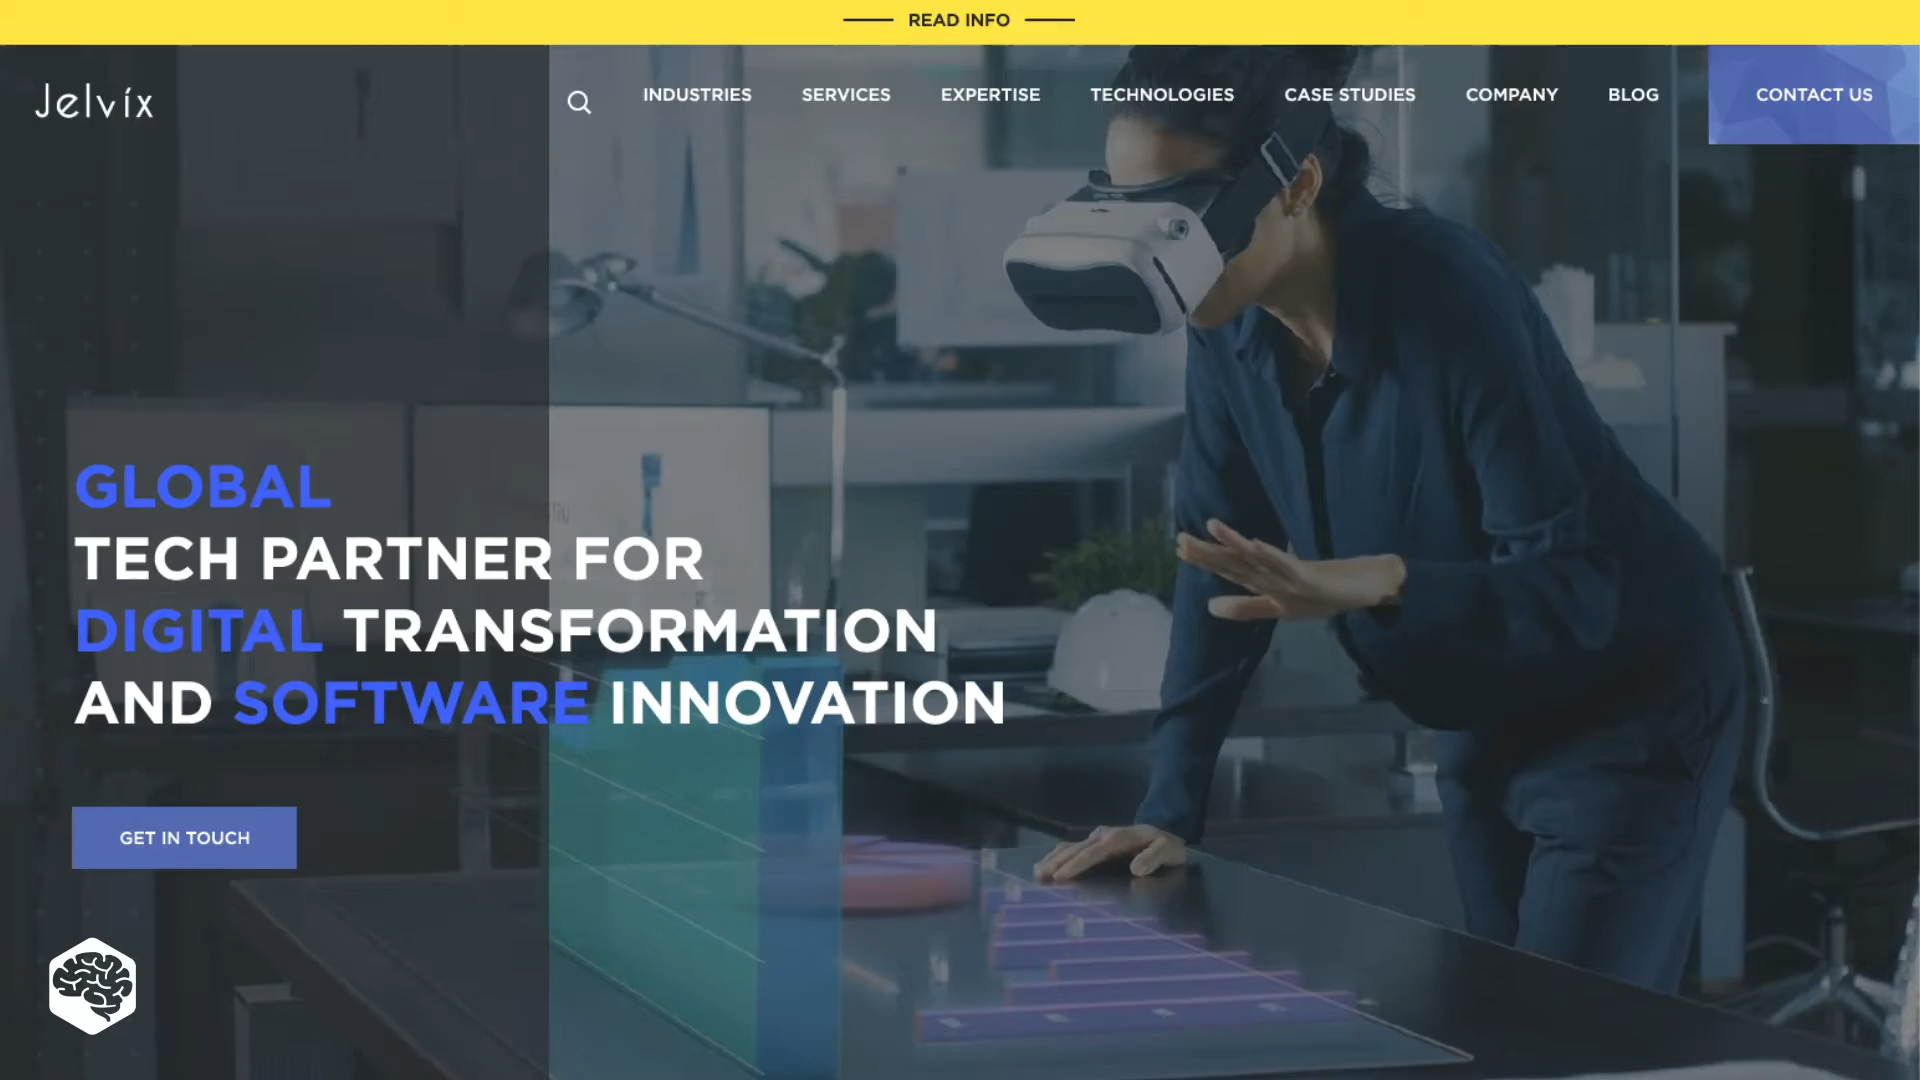 READ INFO
Jelvix
INDUSTRIES
SERVICES
EXPERTISE
TECHNOLOGIES
CASE STUDIES
COMPANY
BLOG
CONTACT US
GLOBAL
TECH PARTNER FOR
DIGITAL TRANSFORMATION
AND SOFTWARE INNOVATION
GET IN TOUCH